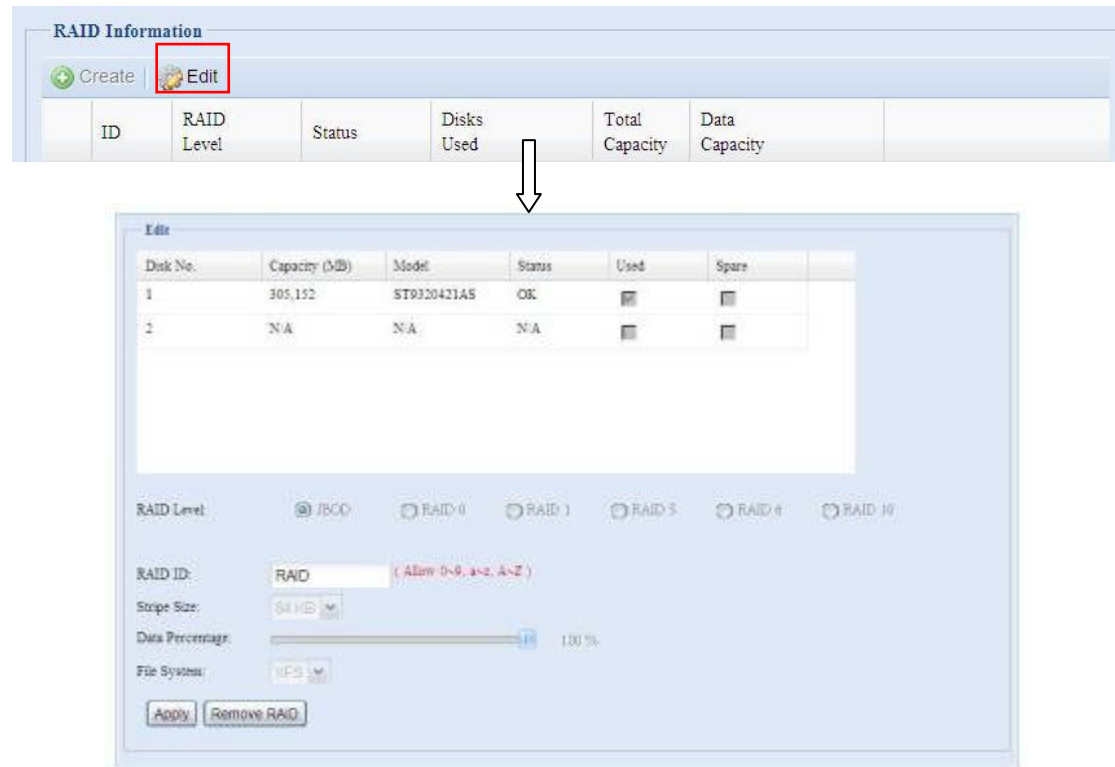 RAID Information
Create | Edit
ID RAID Level Status Disks Used Total Capacity Data Capacity
Edit
Disk No. Capacity (MB) Model Status Used Spare
1 305,152 ST9320421AS OK
2 N/A N/A N/A
RAID Level: JBOD RAID 0 RAID 1 RAID 5 RAID 6 RAID 10
RAID ID: RAID ( Allow 0~9, a~z, A~Z )
Stripe Size: 64 KB
Data Percentage: 100 %
File System: XFS
Apply Remove RAID